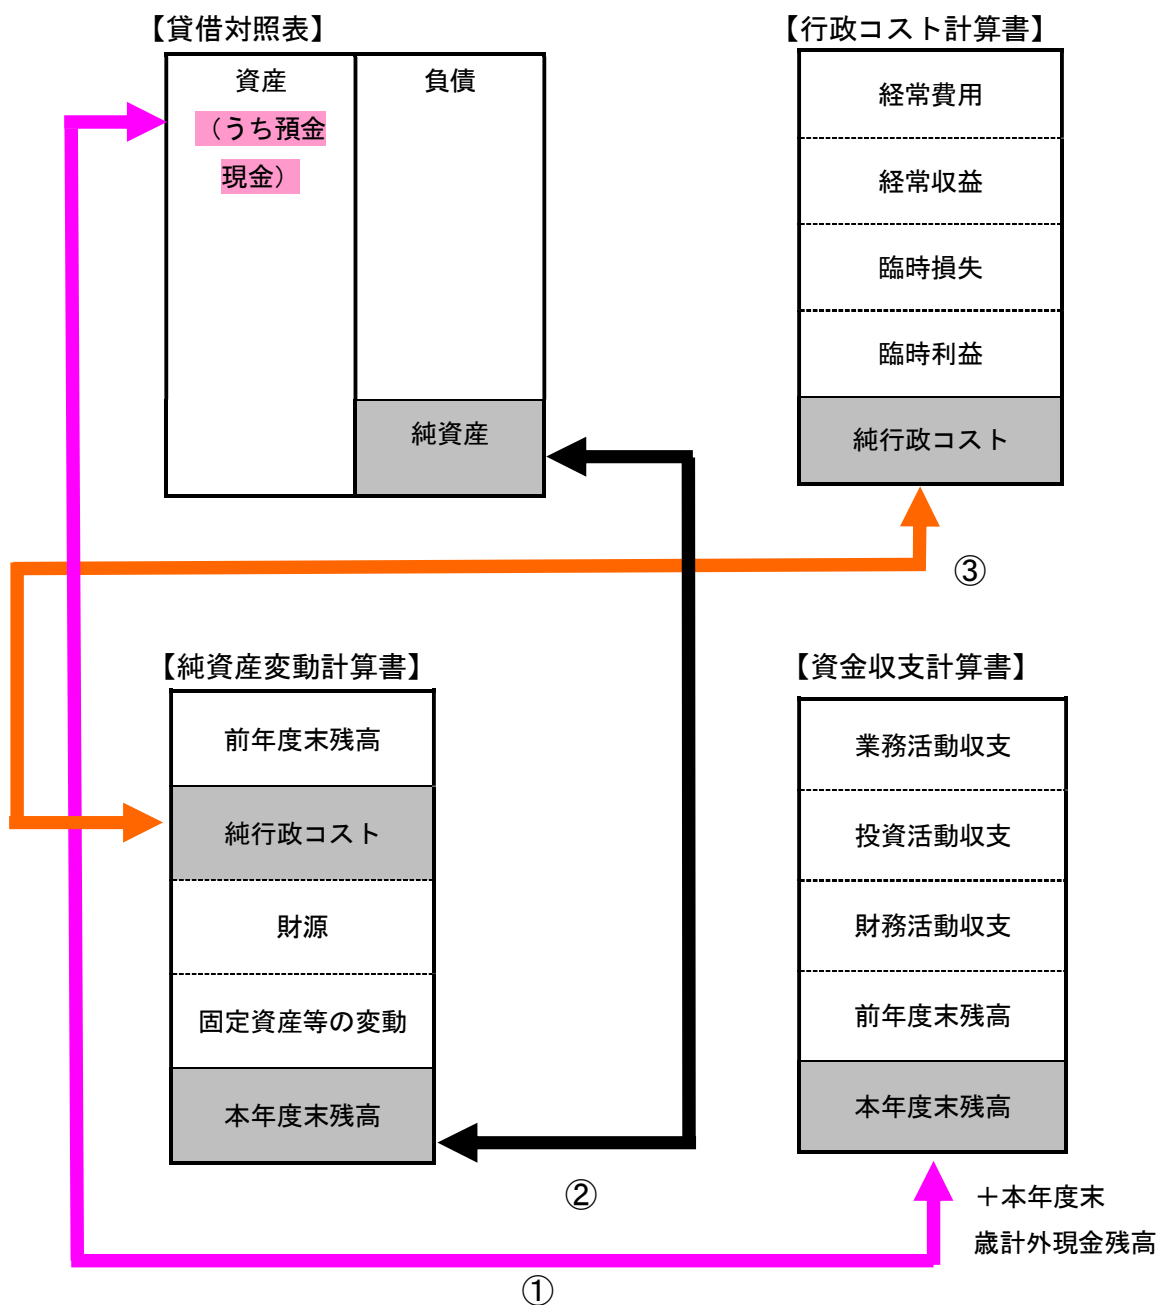 【貸借対照表】
資産
（うち預金
現金）
負債
純資産
【行政コスト計算書】
経常費用
経常収益
臨時損失
臨時利益
純行政コスト
③
【純資産変動計算書】
前年度末残高
純行政コスト
財源
固定資産等の変動
本年度末残高
②
【資金収支計算書】
業務活動収支
投資活動収支
財務活動収支
前年度末残高
本年度末残高
＋本年度末
歳計外現金残高
①